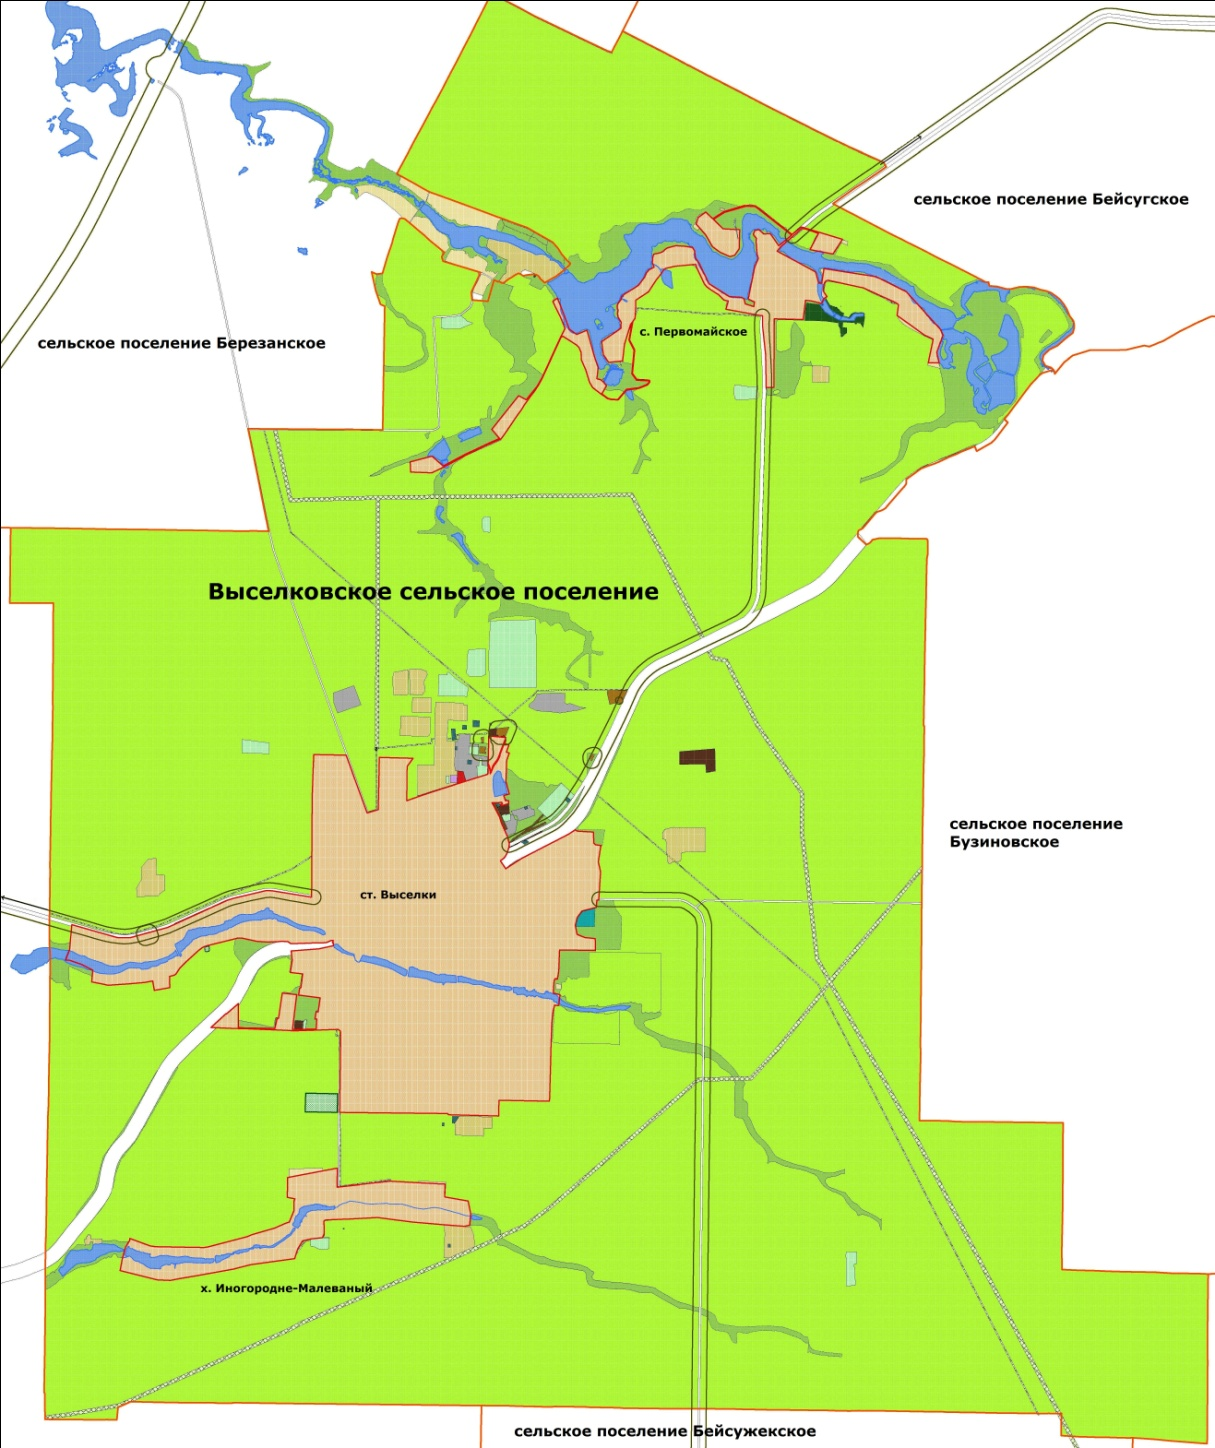 сельское поселение Бейсугское
с. Первомайское
сельское поселение Березанское
Выселковское сельское поселение
сельское поселение
Бузиновское
ст. Выселки
х. Иногородне-Малеваный
сельское поселение Бейсужекское